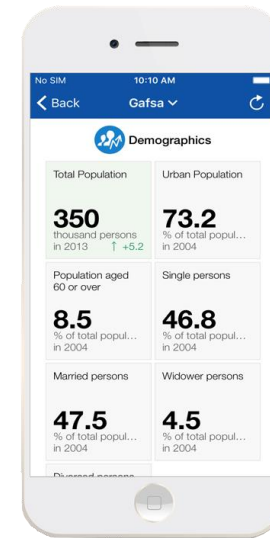 No SIM 10:10 AM
Back Gafsa
Demographics
Total Population
350
thousand persons
in 2013 ↑ +5.2
Urban Population
73.2
% of total popul...
in 2004
Population aged
60 or over
8.5
% of total popul...
in 2004
Single persons
46.8
% of total popul...
in 2004
Married persons
47.5
% of total popul...
in 2004
Widower persons
4.5
% of total popul...
in 2004
Divorced persons